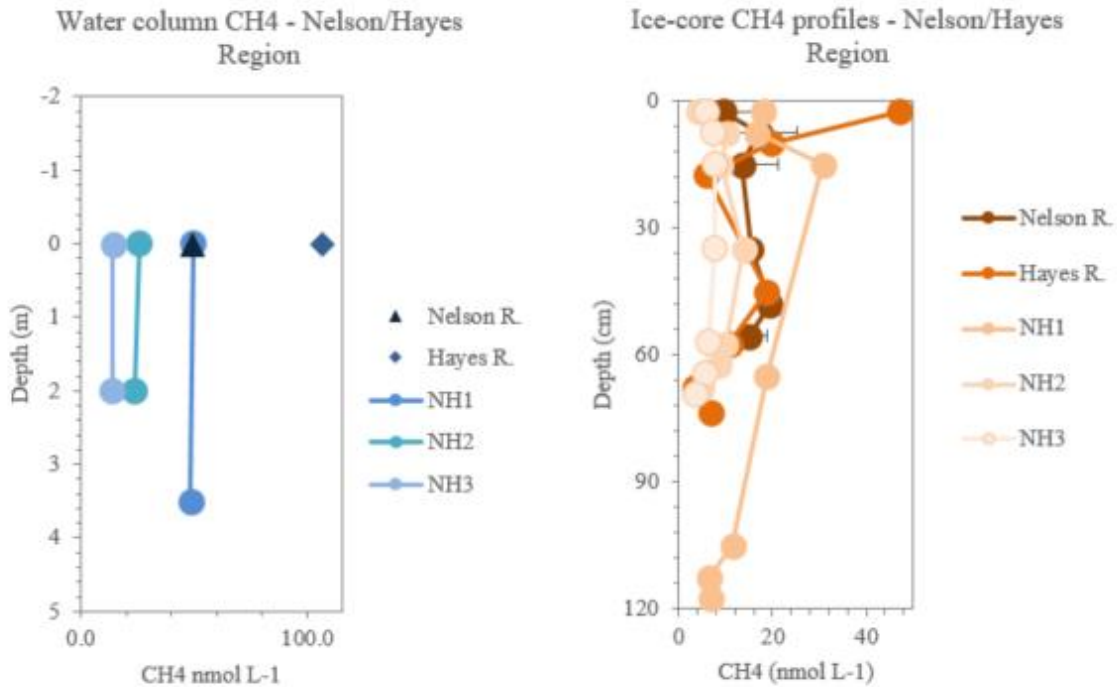 Water column CH4 - Nelson/Hayes
Region
-2
-1
0
1
2
3
4
5
Depth (m)
0.0
100.0
CH4 nmol L-1
Nelson R.
Hayes R.
NH1
NH2
NH3
Ice-core CH4 profiles - Nelson/Hayes
Region
0
30
60
90
120
Depth (cm)
0
20
40
CH4 (nmol L-1)
Nelson R.
Hayes R.
NH1
NH2
NH3